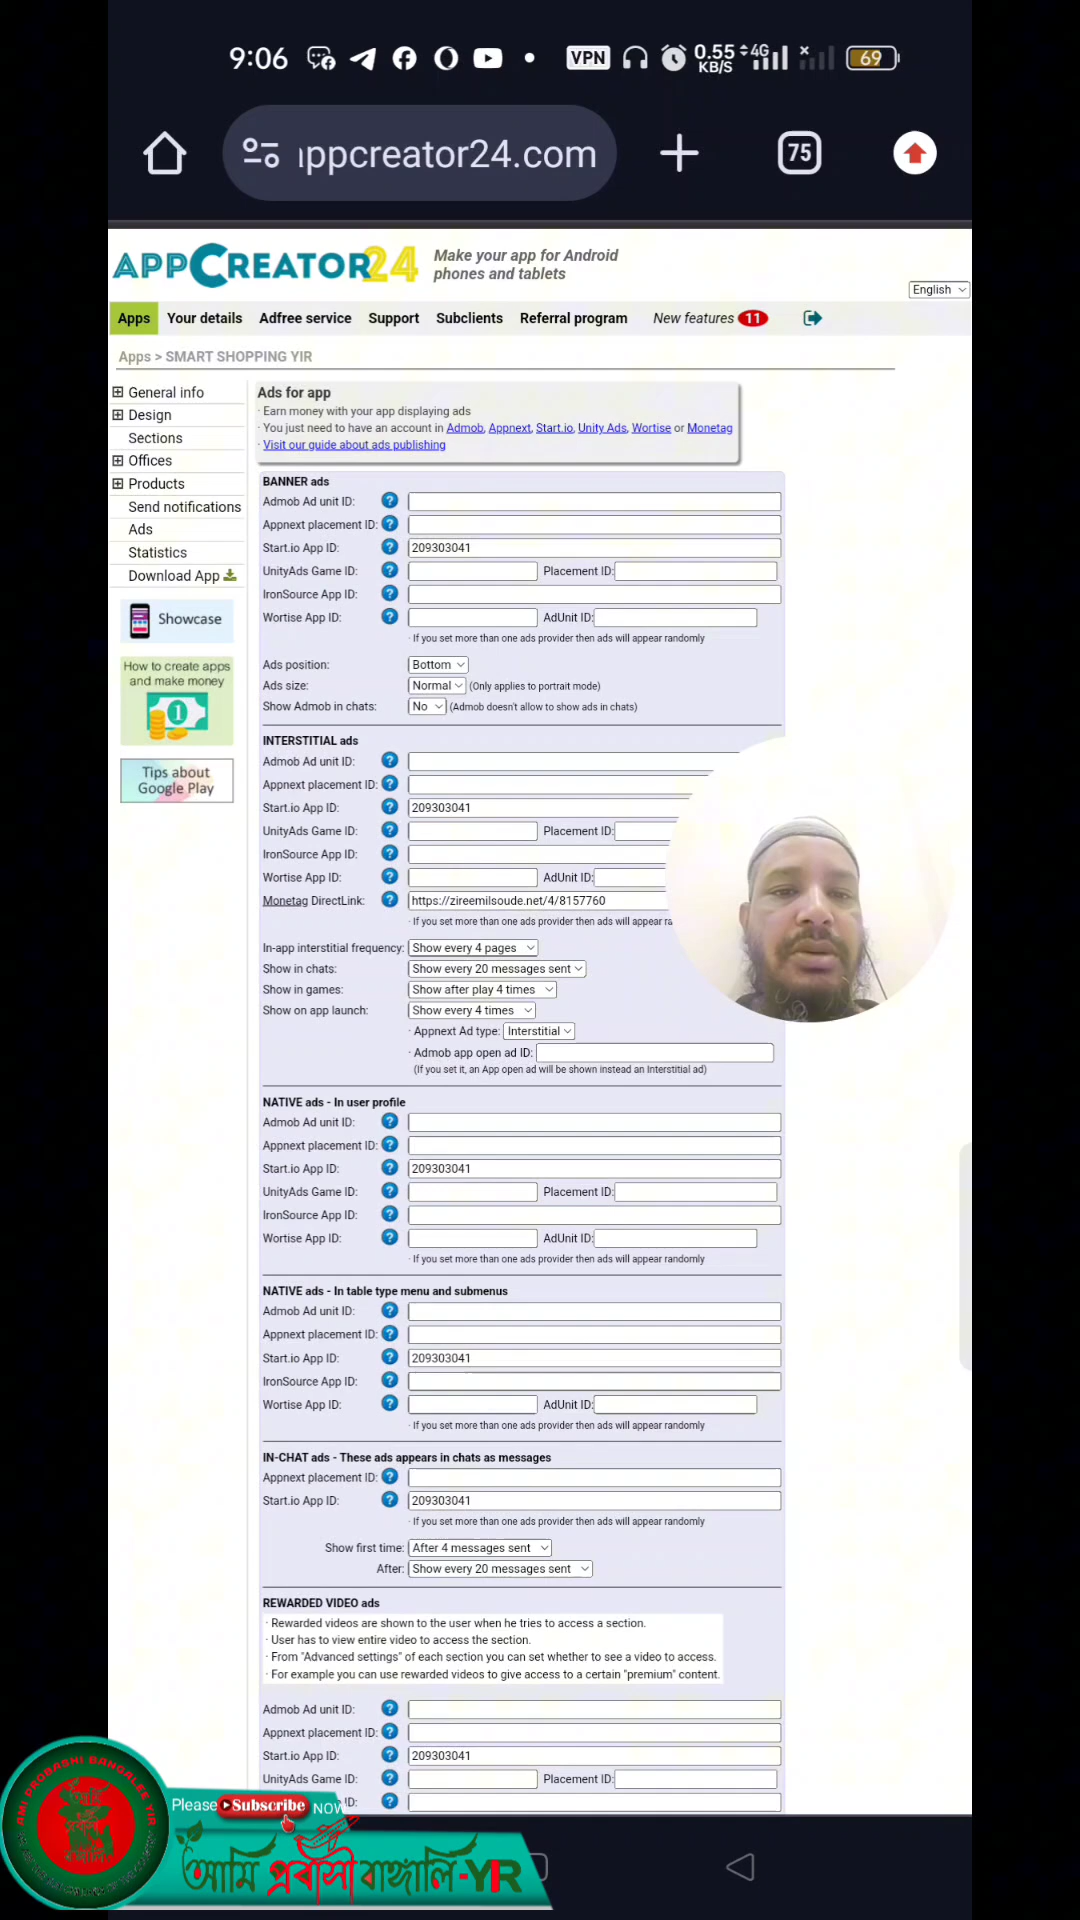 9:06 VPN 0.55 KB/S 4G 69
appcreator24.com 75
APPCREATOR24 Make your app for Android phones and tablets
English
Apps Your details Adfree service Support Subclients Referral program New features 11
Apps > SMART SHOPPING YIR
General info
Design
Sections
Offices
Products
Send notifications
Ads
Statistics
Download App
Showcase
How to create apps
and make money
1
Tips about
Google Play
Ads for app
· Earn money with your app displaying ads
· You just need to have an account in Admob, Appnext, Start.io, Unity Ads, Wortise or Monetag
· Visit our guide about ads publishing
BANNER ads
Admob Ad unit ID: ?
Appnext placement ID: ?
Start.io App ID: ? 209303041
UnityAds Game ID: ? Placement ID:
IronSource App ID: ?
Wortise App ID: ? AdUnit ID:
· If you set more than one ads provider then ads will appear randomly
Ads position: Bottom
Ads size: Normal (Only applies to portrait mode)
Show Admob in chats: No (Admob doesn't allow to show ads in chats)
INTERSTITIAL ads
Admob Ad unit ID: ?
Appnext placement ID: ?
Start.io App ID: ? 209303041
UnityAds Game ID: ? Placement ID:
IronSource App ID: ?
Wortise App ID: ? AdUnit ID:
Monetag DirectLink: ? https://zireemilsoude.net/4/8157760
· If you set more than one ads provider then ads will appear
In-app interstitial frequency: Show every 4 pages
Show in chats: Show every 20 messages sent
Show in games: Show after play 4 times
Show on app launch: Show every 4 times
· Appnext Ad type: Interstitial
· Admob app open ad ID:
(If you set it, an App open ad will be shown instead an Interstitial ad)
NATIVE ads - In user profile
Admob Ad unit ID: ?
Appnext placement ID: ?
Start.io App ID: ? 209303041
UnityAds Game ID: ? Placement ID:
IronSource App ID: ?
Wortise App ID: ? AdUnit ID:
· If you set more than one ads provider then ads will appear randomly
NATIVE ads - In table type menu and submenus
Admob Ad unit ID: ?
Appnext placement ID: ?
Start.io App ID: ? 209303041
IronSource App ID: ?
Wortise App ID: ? AdUnit ID:
· If you set more than one ads provider then ads will appear randomly
IN-CHAT ads - These ads appears in chats as messages
Appnext placement ID: ?
Start.io App ID: ? 209303041
· If you set more than one ads provider then ads will appear randomly
Show first time: After 4 messages sent
After: Show every 20 messages sent
REWARDED VIDEO ads
· Rewarded videos are shown to the user when he tries to access a section.
· User has to view entire video to access the section.
· From "Advanced settings" of each section you can set whether to see a video to access.
· For example you can use rewarded videos to give access to a certain "premium" content.
Admob Ad unit ID: ?
Appnext placement ID: ?
Start.io App ID: ? 209303041
UnityAds Game ID: ? Placement ID:
ID: ?
AMI PROBASHI BANGALEE YIR
Please Subscribe NOW
আমি প্রবাসী বাঙ্গালি-YR